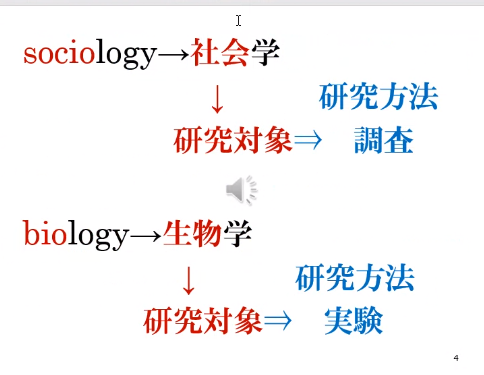 sociology→社会学
↓ 研究方法
研究対象⇒ 調査
biology→生物学
↓ 研究方法
研究対象⇒ 実験
4